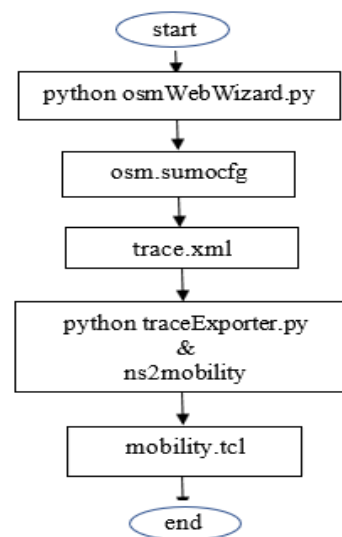 start
python osmWebWizard.py
osm.sumocfg
trace.xml
python traceExporter.py
&
ns2mobility
mobility.tcl
end